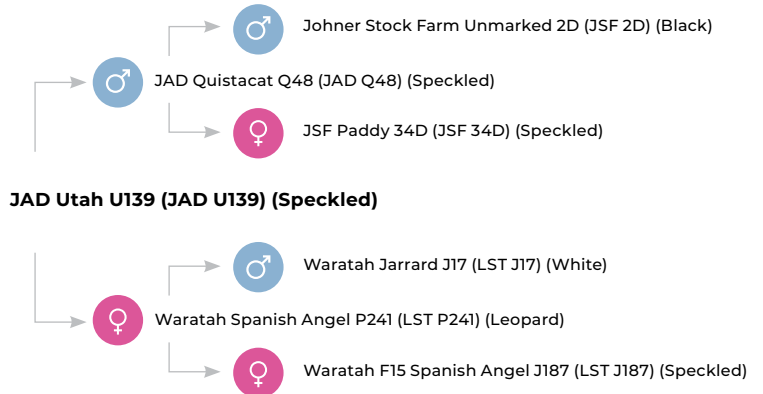 Johner Stock Farm Unmarked 2D (JSF 2D) (Black)
JAD Quistacat Q48 (JAD Q48) (Speckled)
JSF Paddy 34D (JSF 34D) (Speckled)
JAD Utah U139 (JAD U139) (Speckled)
Waratah Jarrard J17 (LST J17) (White)
Waratah Spanish Angel P241 (LST P241) (Leopard)
Waratah F15 Spanish Angel J187 (LST J187) (Speckled)